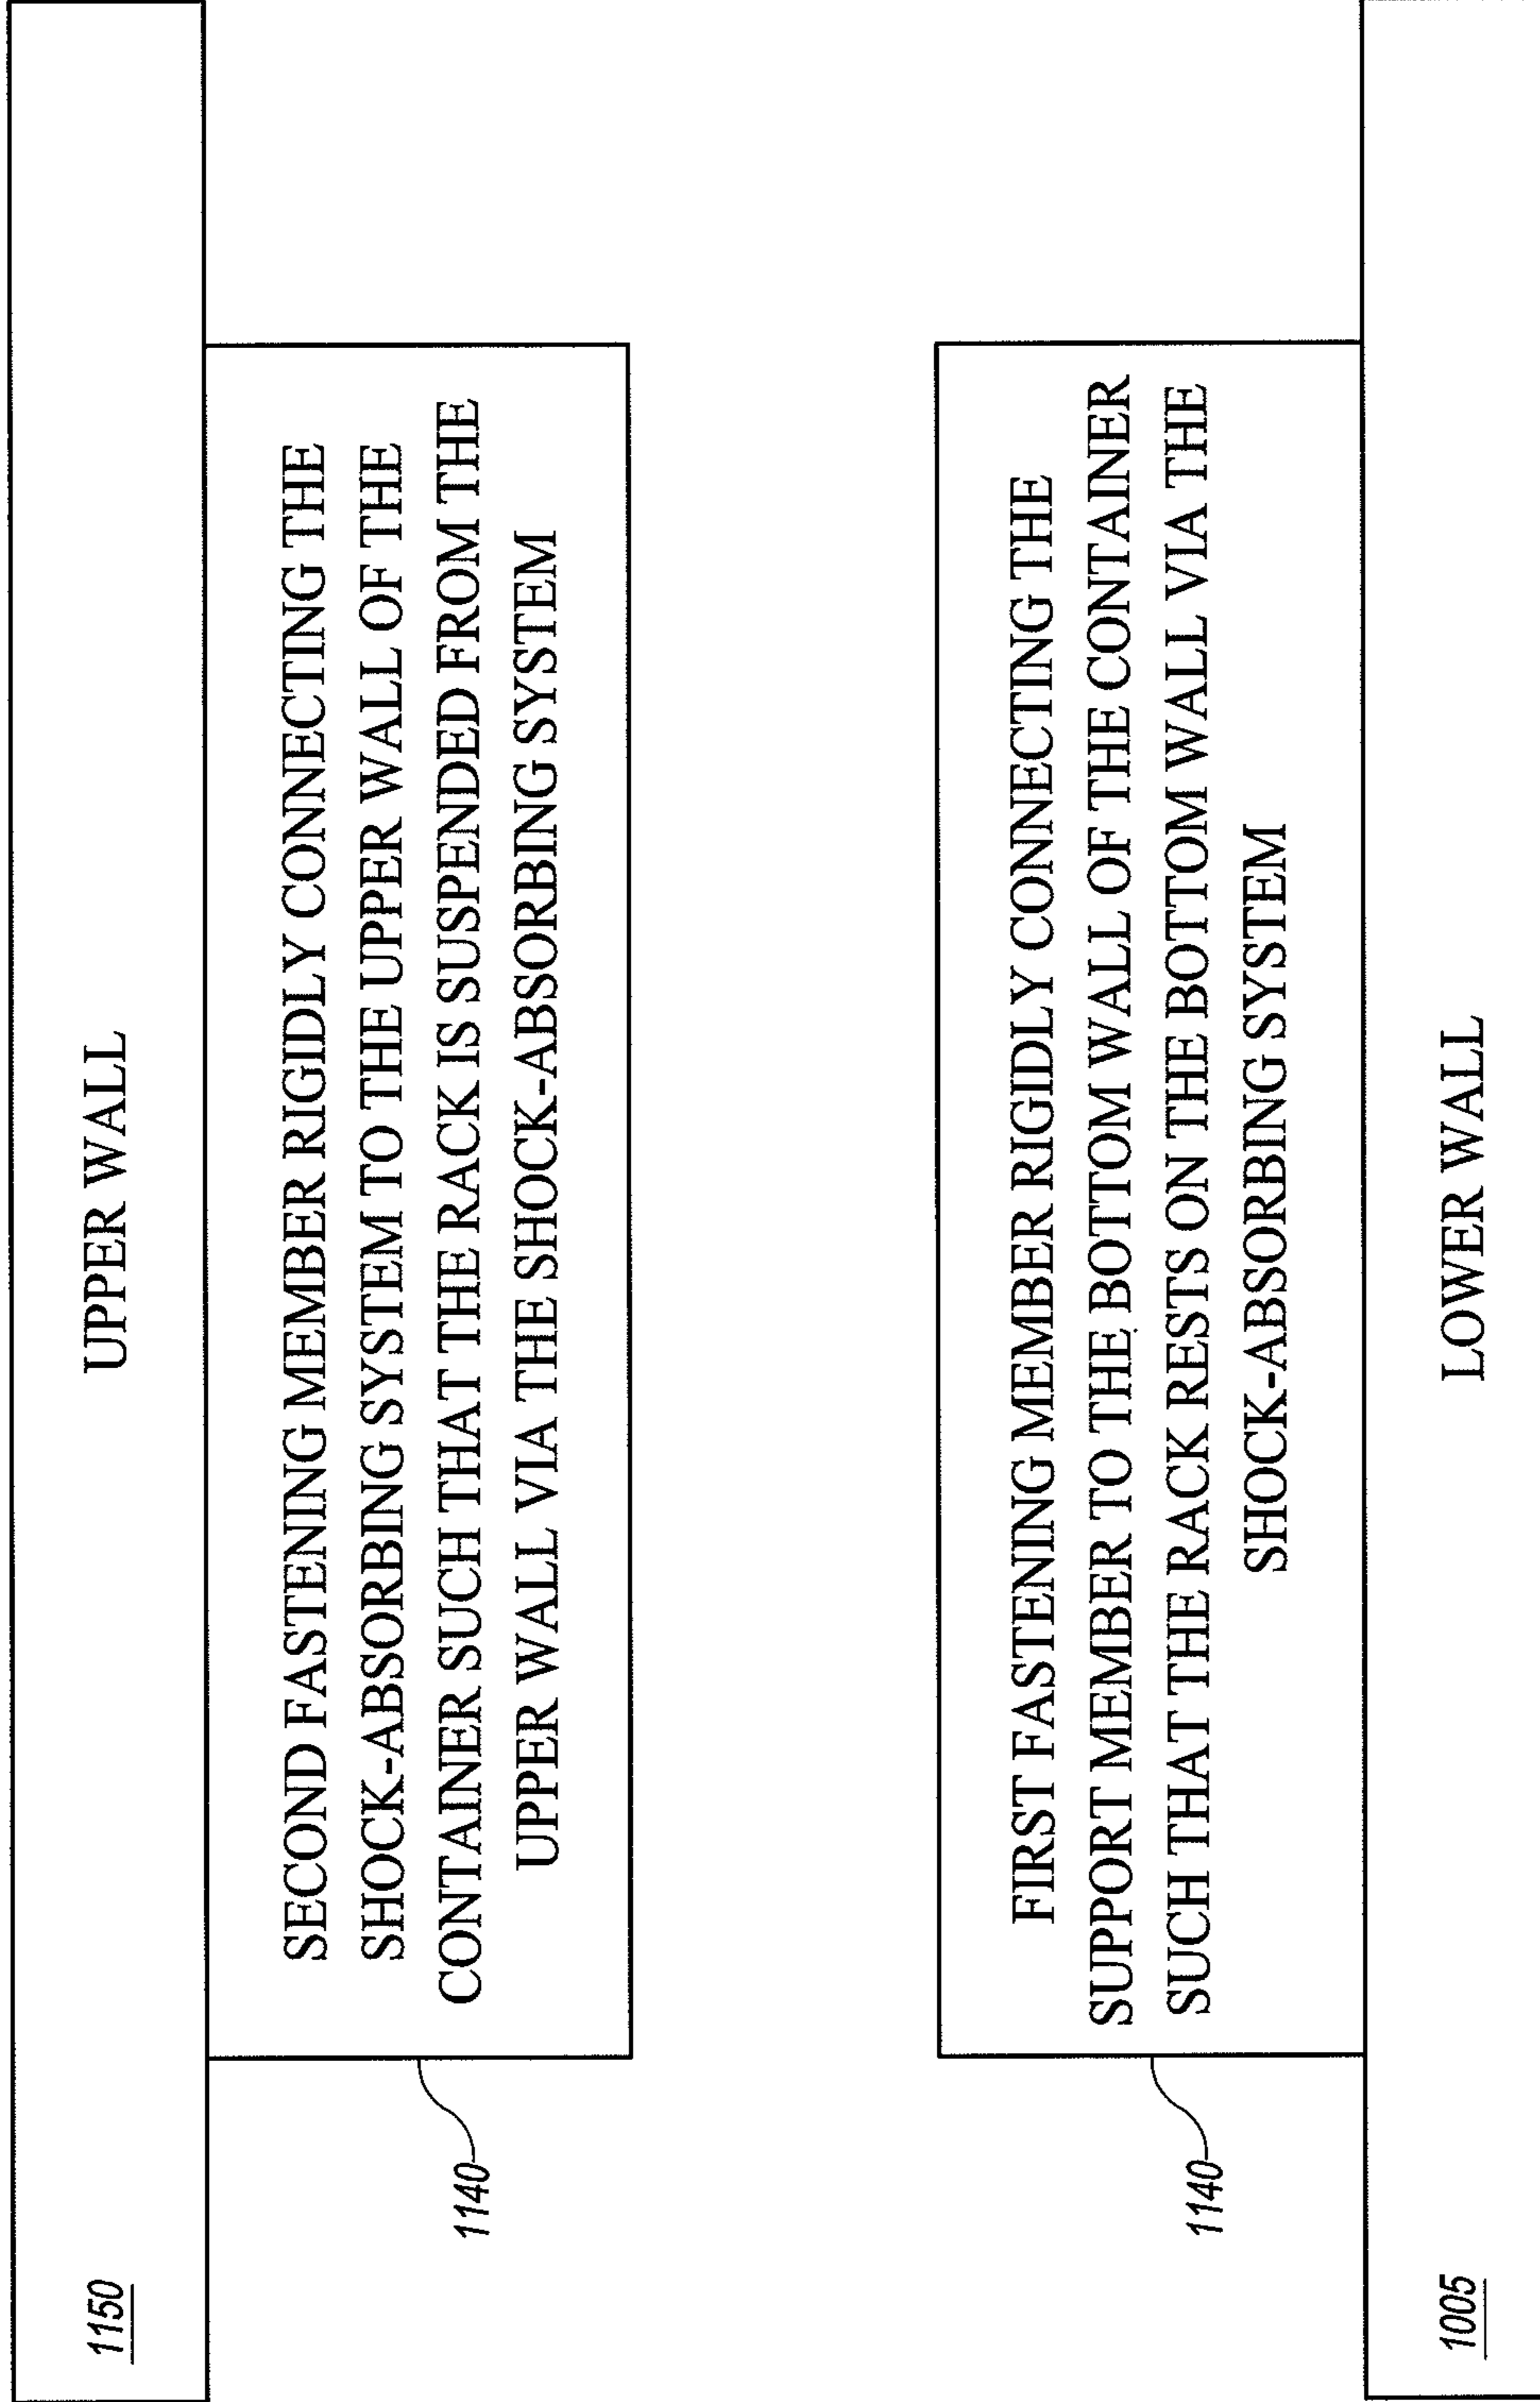 1150
UPPER WALL
SECOND FASTENING MEMBER RIGIDLY CONNECTING THE
SHOCK-ABSORBING SYSTEM TO THE UPPER WALL OF THE
CONTAINER SUCH THAT THE RACK IS SUSPENDED FROM THE
UPPER WALL VIA THE SHOCK-ABSORBING SYSTEM
1140
FIRST FASTENING MEMBER RIGIDLY CONNECTING THE
SUPPORT MEMBER TO THE BOTTOM WALL OF THE CONTAINER
SUCH THAT THE RACK RESTS ON THE BOTTOM WALL VIA THE
SHOCK-ABSORBING SYSTEM
1140
1005
LOWER WALL